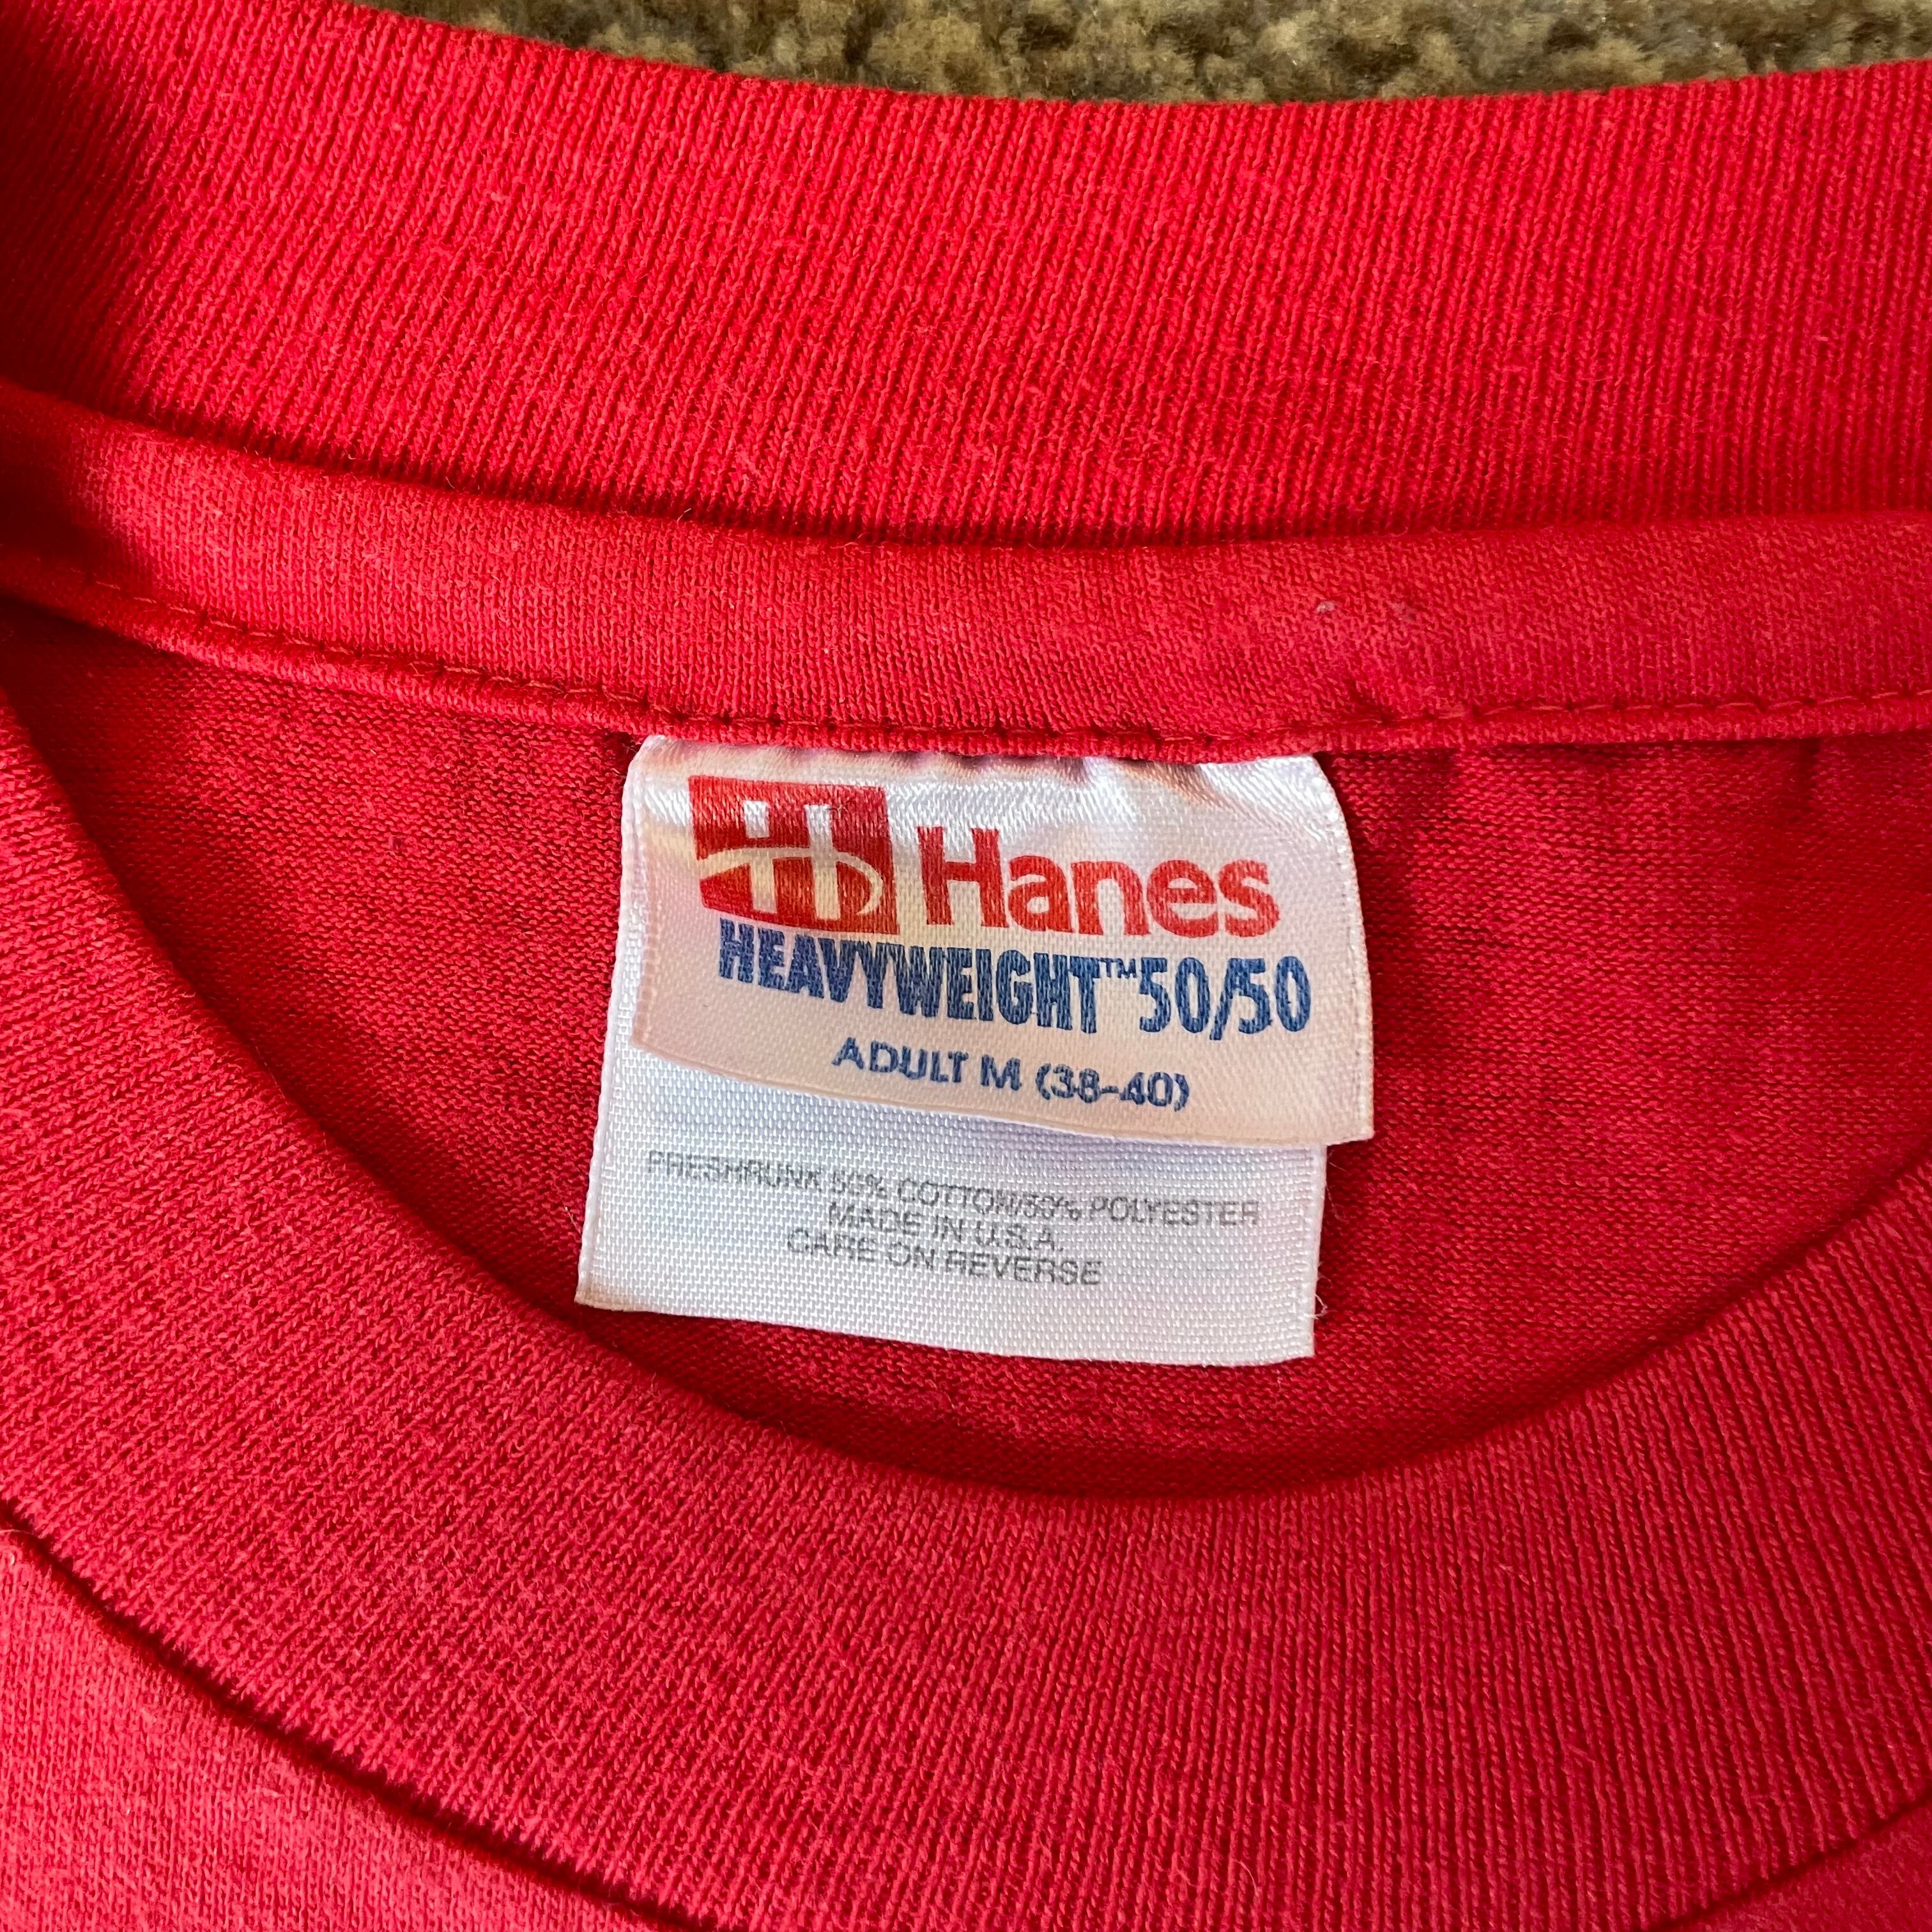 Hanes
HEAVYWEIGHT™50/50
ADULT M (38-40)
PRESHRUNK 50% COTTON/50% POLYESTER
MADE IN U.S.A.
CARE ON REVERSE